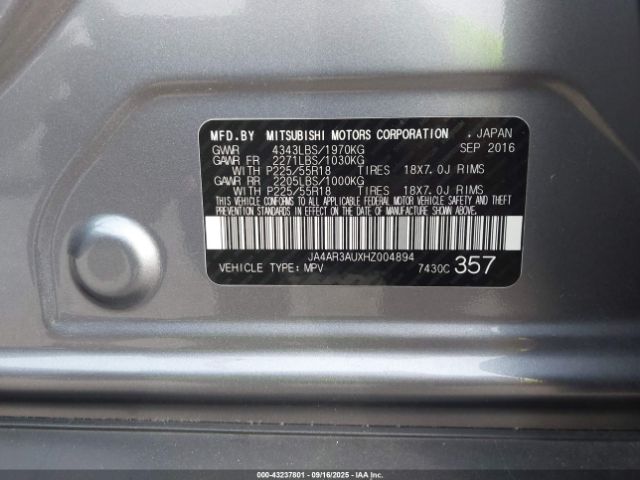 MFD.BY MITSUBISHI MOTORS CORPORATION . JAPAN
GVWR 4343LBS/1970KG SEP 2016
GAWR FR 2271LBS/1030KG
WITH P225/55R18 TIRES 18X7.0J RIMS
GAWR RR 2205LBS/1000KG
WITH P225/55R18 TIRES 18X7.0J RIMS
THIS VEHICLE CONFORMS TO ALL APPLICABLE FEDERAL MOTOR VEHICLE SAFETY AND THEFT
PREVENTION STANDARDS IN EFFECT ON THE DATE OF MANUFACTURE SHOWN ABOVE.
JA4AR3AUXHZ004894
VEHICLE TYPE:MPV 7430C 357
000-43237801 - 09/16/2025 - IAAI.CA